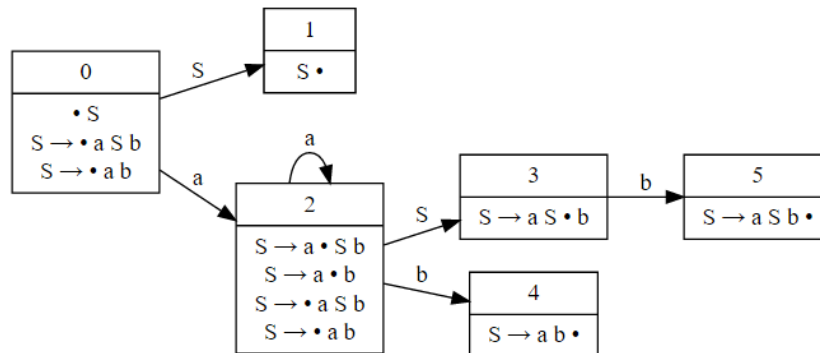 0
• S
S → • a S b
S → • a b
S
1
S •
a
a
2
S → a • S b
S → a • b
S → • a S b
S → • a b
S
3
S → a S • b
b
5
S → a S b •
b
4
S → a b •